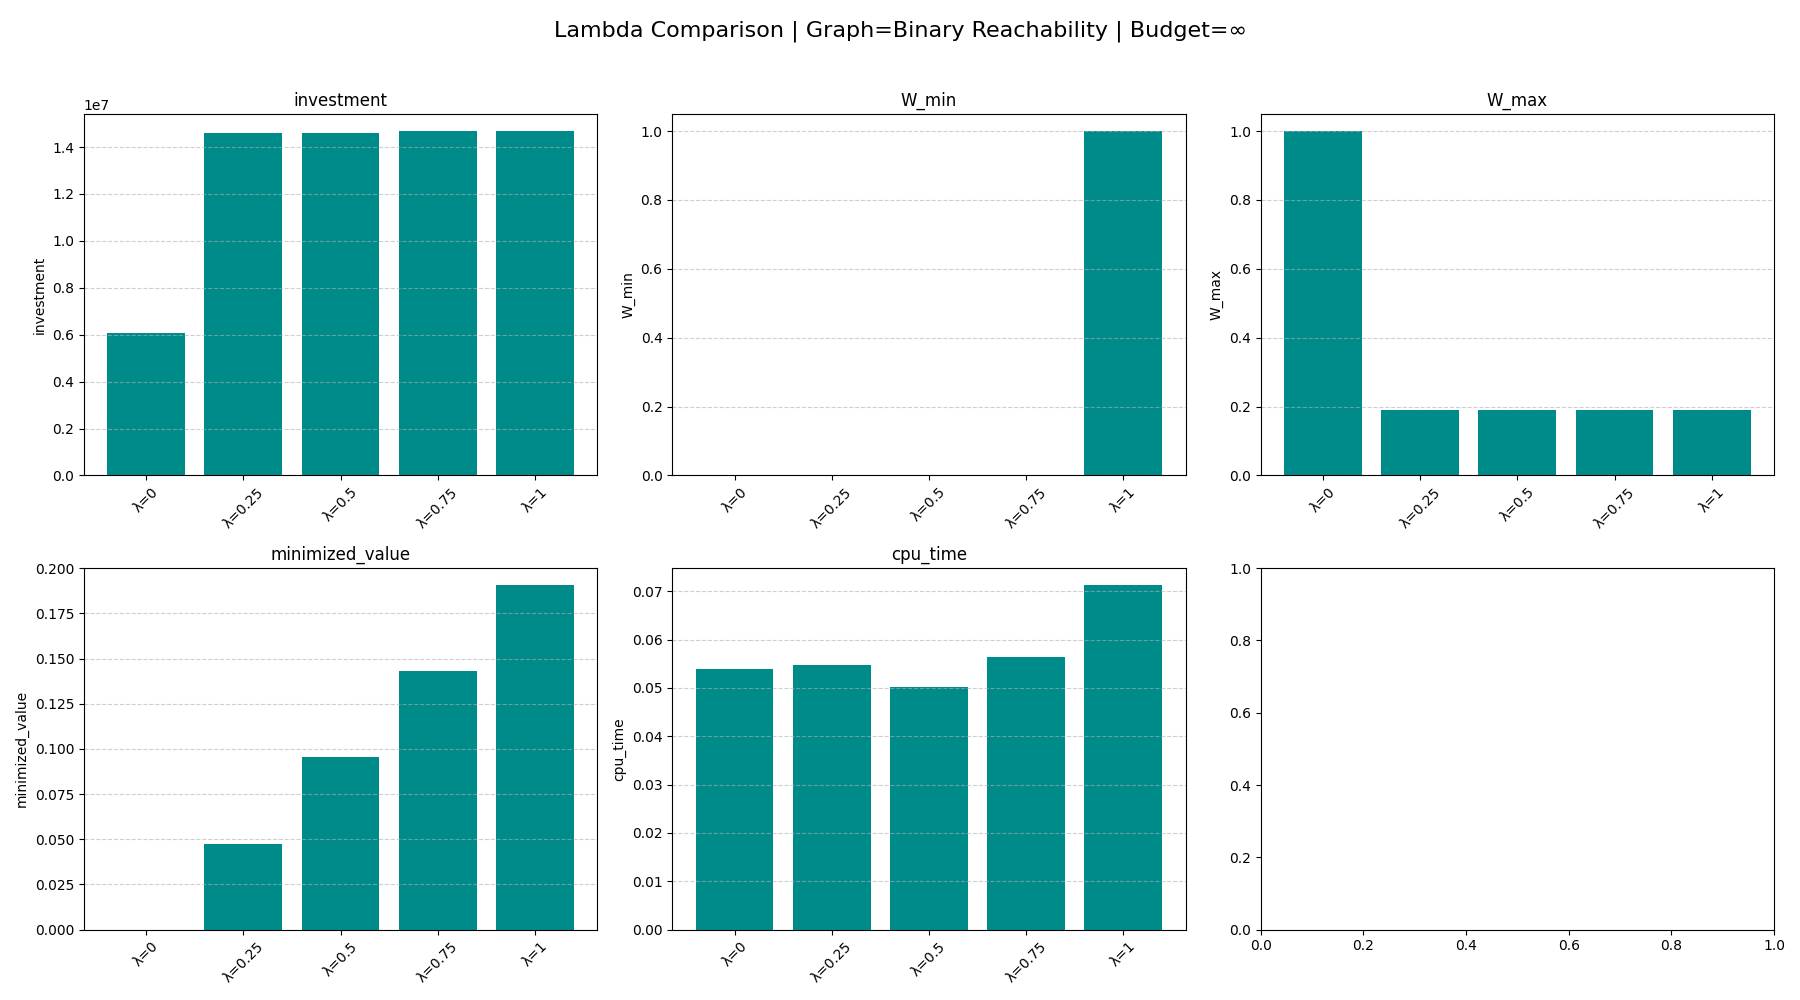 Lambda Comparison | Graph=Binary Reachability | Budget=∞
investment
1e7
1.4
1.2
1.0
0.8
0.6
0.4
0.2
0.0
investment
λ=0
λ=0.25
λ=0.5
λ=0.75
λ=1
W_min
1.0
0.8
0.6
0.4
0.2
0.0
W_min
λ=0
λ=0.25
λ=0.5
λ=0.75
λ=1
W_max
1.0
0.8
0.6
0.4
0.2
0.0
W_max
λ=0
λ=0.25
λ=0.5
λ=0.75
λ=1
minimized_value
0.200
0.175
0.150
0.125
0.100
0.075
0.050
0.025
0.000
minimized_value
λ=0
λ=0.25
λ=0.5
λ=0.75
λ=1
cpu_time
0.07
0.06
0.05
0.04
0.03
0.02
0.01
0.00
cpu_time
λ=0
λ=0.25
λ=0.5
λ=0.75
λ=1
1.0
0.8
0.6
0.4
0.2
0.0
0.0 0.2 0.4 0.6 0.8 1.0